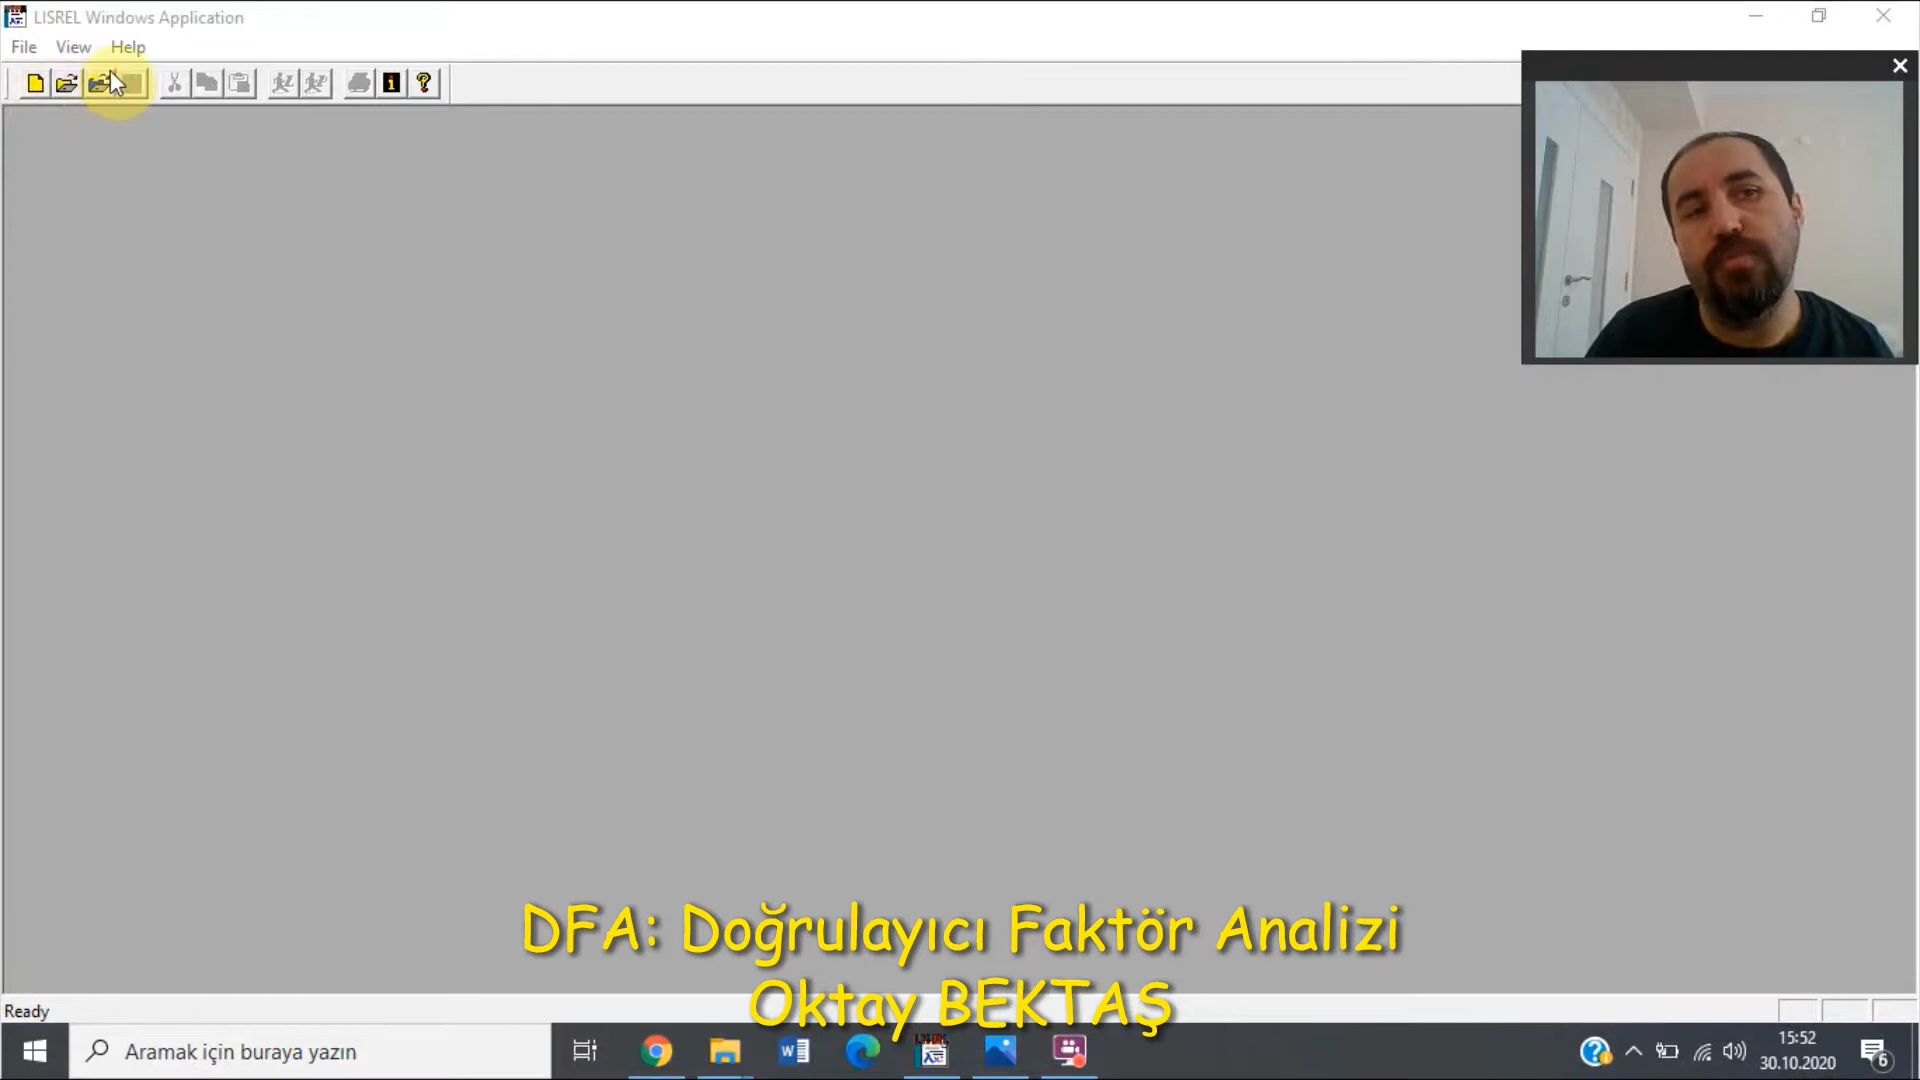 LISREL Windows Application
File View Help
DFA: Doğrulayıcı Faktör Analizi
Oktay BEKTAŞ
Ready
Aramak için buraya yazın
15:52
30.10.2020
6